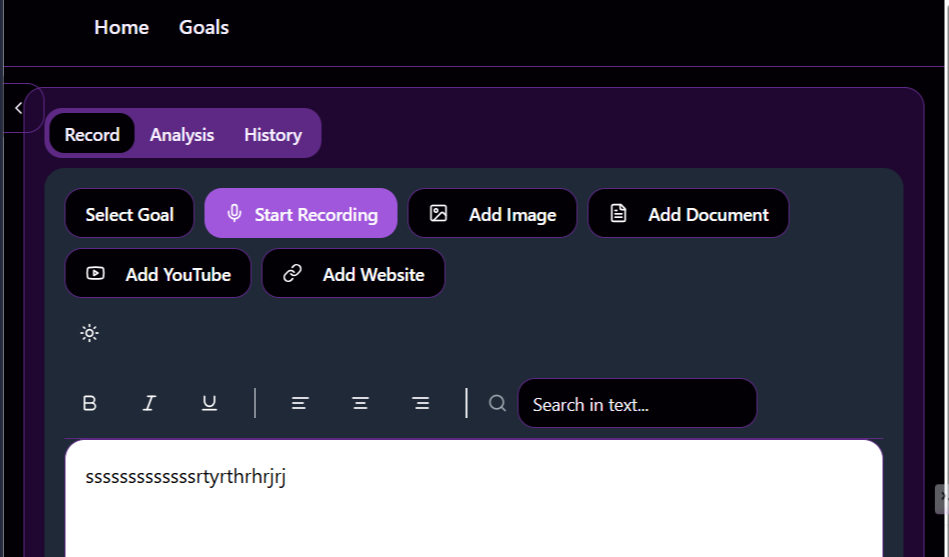 Home Goals
Record Analysis History
Select Goal Start Recording Add Image Add Document
Add YouTube Add Website
B I U Search in text...
sssssssssssssrtyrthrhrjrj